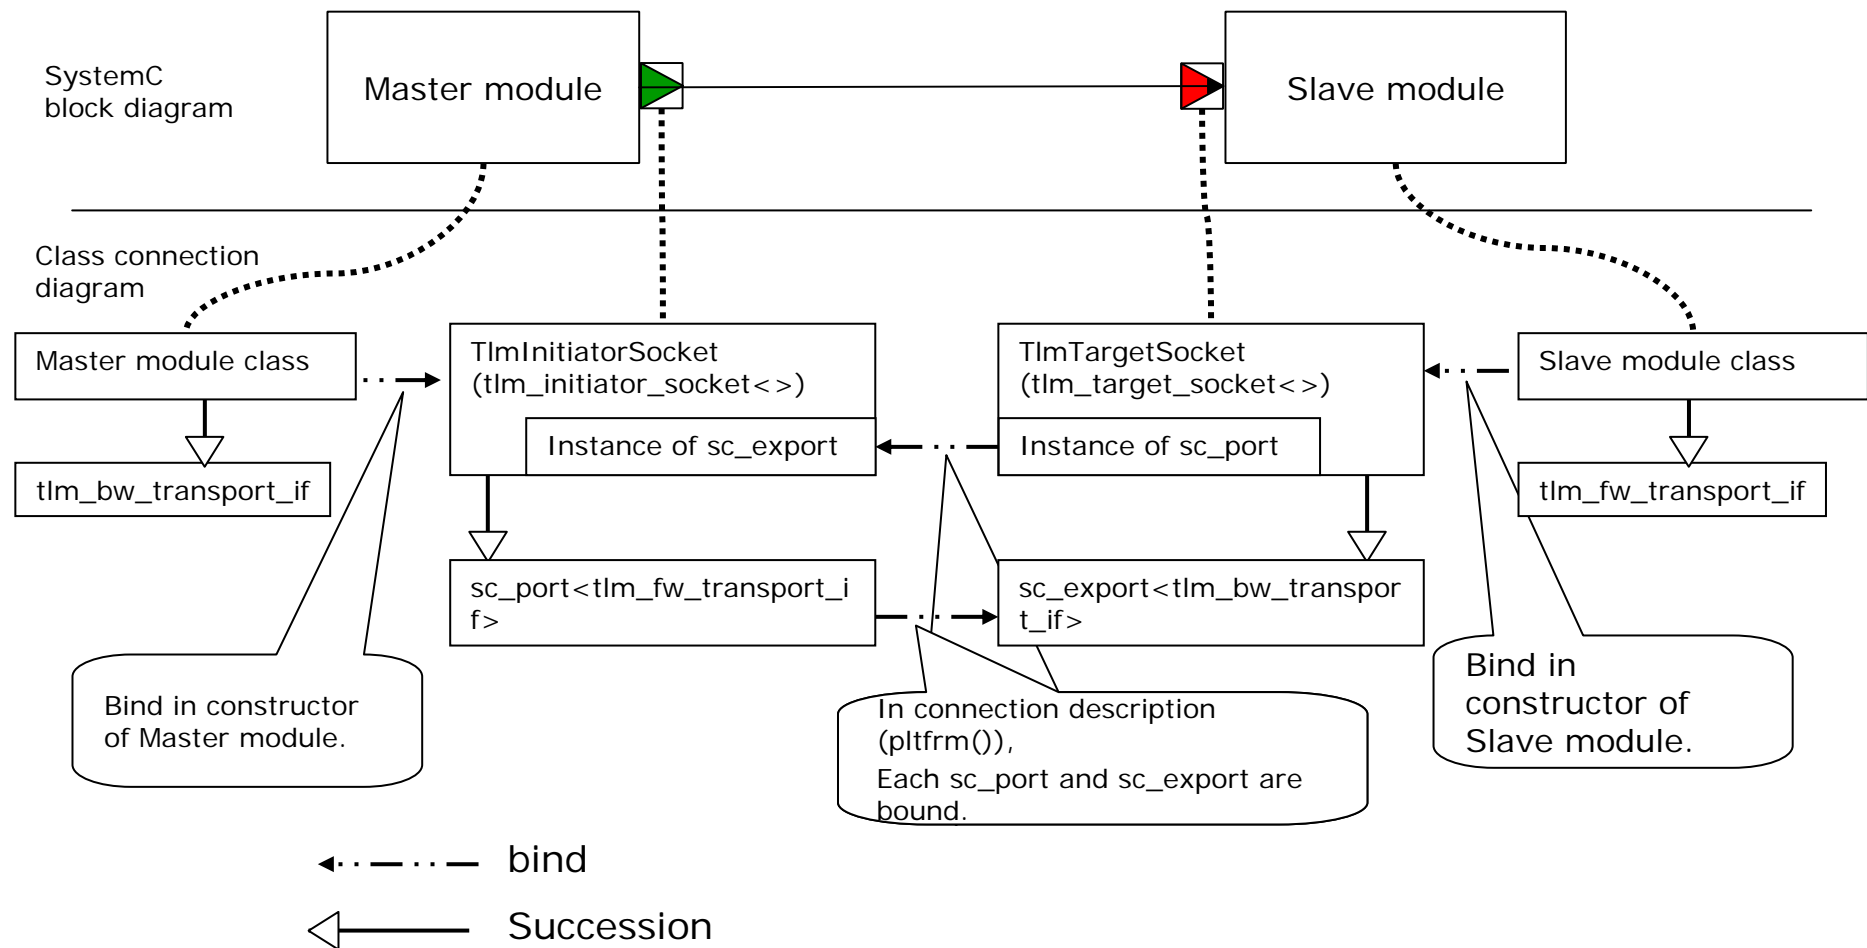 SystemC
block diagram
Master module
Slave module
Class connection
diagram
Master module class
TlmInitiatorSocket
(tlm_initiator_socket<>)
TlmTargetSocket
(tlm_target_socket<>)
Slave module class
Instance of sc_export
Instance of sc_port
tlm_bw_transport_if
tlm_fw_transport_if
sc_port<tlm_fw_transport_i
f>
sc_export<tlm_bw_transpor
t_if>
Bind in constructor
of Master module.
In connection description
(pltfrm()),
Each sc_port and sc_export are
bound.
Bind in
constructor of
Slave module.
bind
Succession